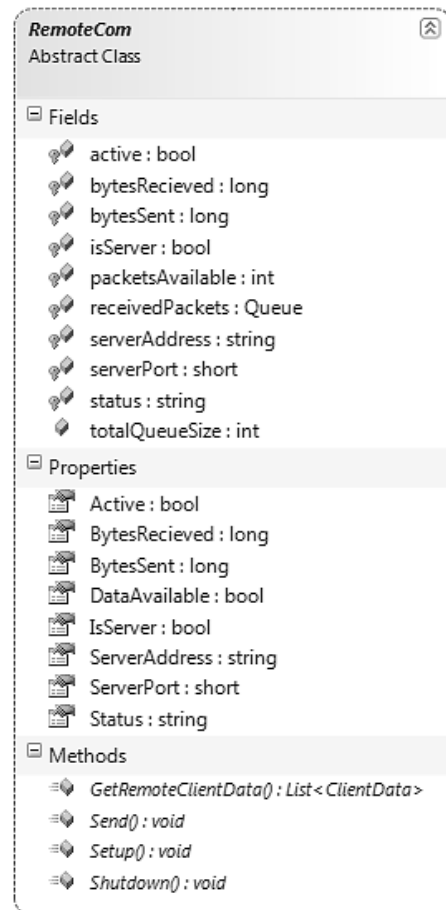 RemoteCom
Abstract Class
Fields
active : bool
bytesRecieved : long
bytesSent : long
isServer : bool
packetsAvailable : int
receivedPackets : Queue
serverAddress : string
serverPort : short
status : string
totalQueueSize : int
Properties
Active : bool
BytesRecieved : long
BytesSent : long
DataAvailable : bool
IsServer : bool
ServerAddress : string
ServerPort : short
Status : string
Methods
GetRemoteClientData() : List<ClientData>
Send() : void
Setup() : void
Shutdown() : void